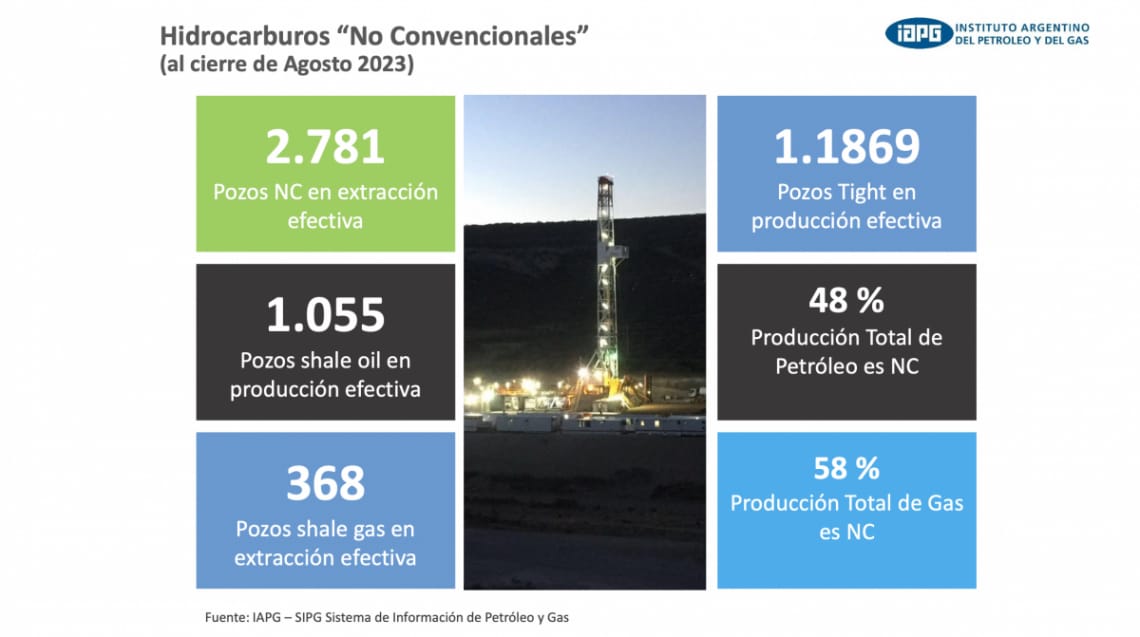 Hidrocarburos “No Convencionales”
(al cierre de Agosto 2023)
iAPG INSTITUTO ARGENTINO
DEL PETROLEO Y DEL GAS
2.781
Pozos NC en extracción
efectiva
1.055
Pozos shale oil en
producción efectiva
368
Pozos shale gas en
extracción efectiva
1.1869
Pozos Tight en
producción efectiva
48 %
Producción Total de
Petróleo es NC
58 %
Producción Total de Gas
es NC
Fuente: IAPG – SIPG Sistema de Información de Petróleo y Gas